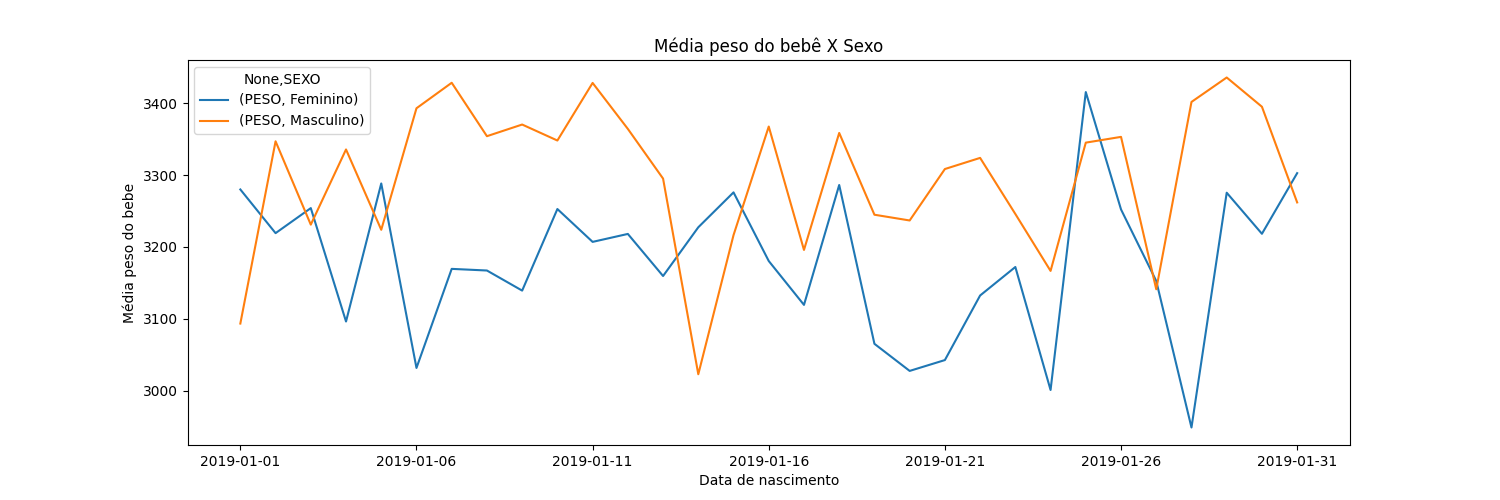 Média peso do bebê X Sexo
None,SEXO
(PESO, Feminino)
(PESO, Masculino)
Média peso do bebe
3400
3300
3200
3100
3000
2019-01-01 2019-01-06 2019-01-11 2019-01-16 2019-01-21 2019-01-26 2019-01-31
Data de nascimento